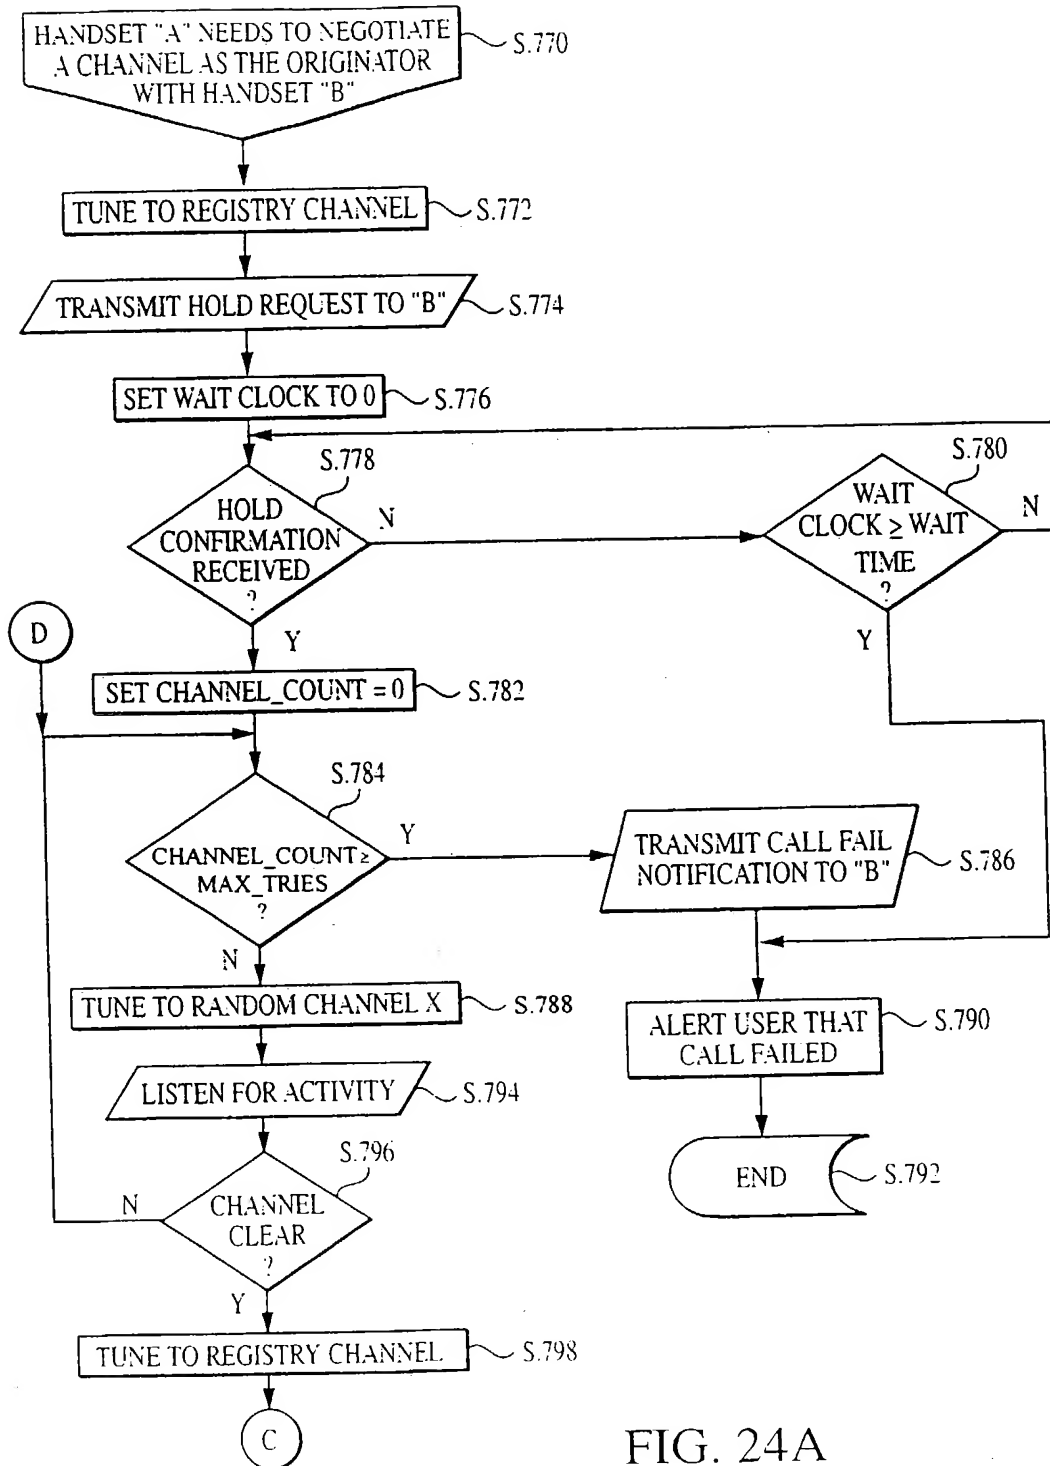 HANDSET "A" NEEDS TO NEGOTIATE
A CHANNEL AS THE ORIGINATOR
WITH HANDSET "B"
S.770
TUNE TO REGISTRY CHANNEL
S.772
TRANSMIT HOLD REQUEST TO "B"
S.774
SET WAIT CLOCK TO 0
S.776
S.778
HOLD
CONFIRMATION
RECEIVED
?
N
Y
S.780
WAIT
CLOCK ≥ WAIT
TIME
?
N
Y
D
SET CHANNEL_COUNT = 0
S.782
S.784
CHANNEL_COUNT ≥
MAX_TRIES
?
Y
N
TRANSMIT CALL FAIL
NOTIFICATION TO "B"
S.786
TUNE TO RANDOM CHANNEL X
S.788
ALERT USER THAT
CALL FAILED
S.790
LISTEN FOR ACTIVITY
S.794
END
S.792
S.796
CHANNEL
CLEAR
?
N
Y
TUNE TO REGISTRY CHANNEL
S.798
C
FIG. 24A